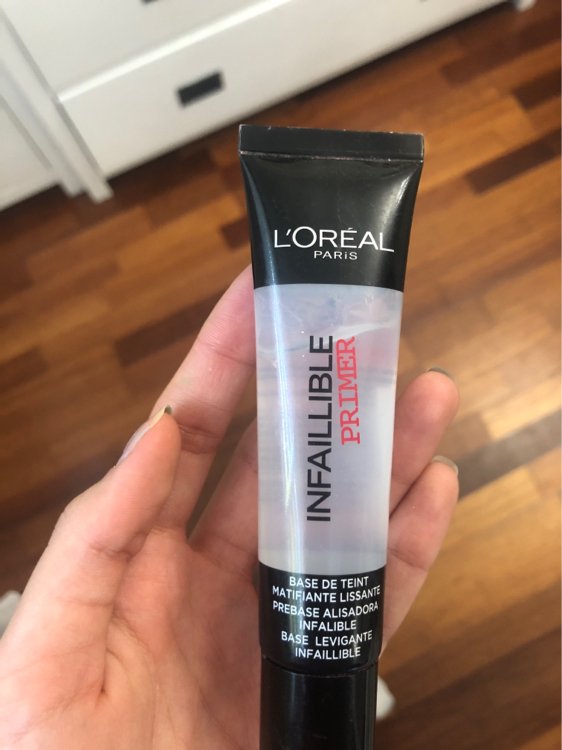 L'ORÉAL
PARIS
INFAILLIBLE
PRIMER
BASE DE TEINT
MATIFIANTE LISSANTE
PREBASE ALISADORA
INFALIBLE
BASE LEVIGANTE
INFAILLIBLE